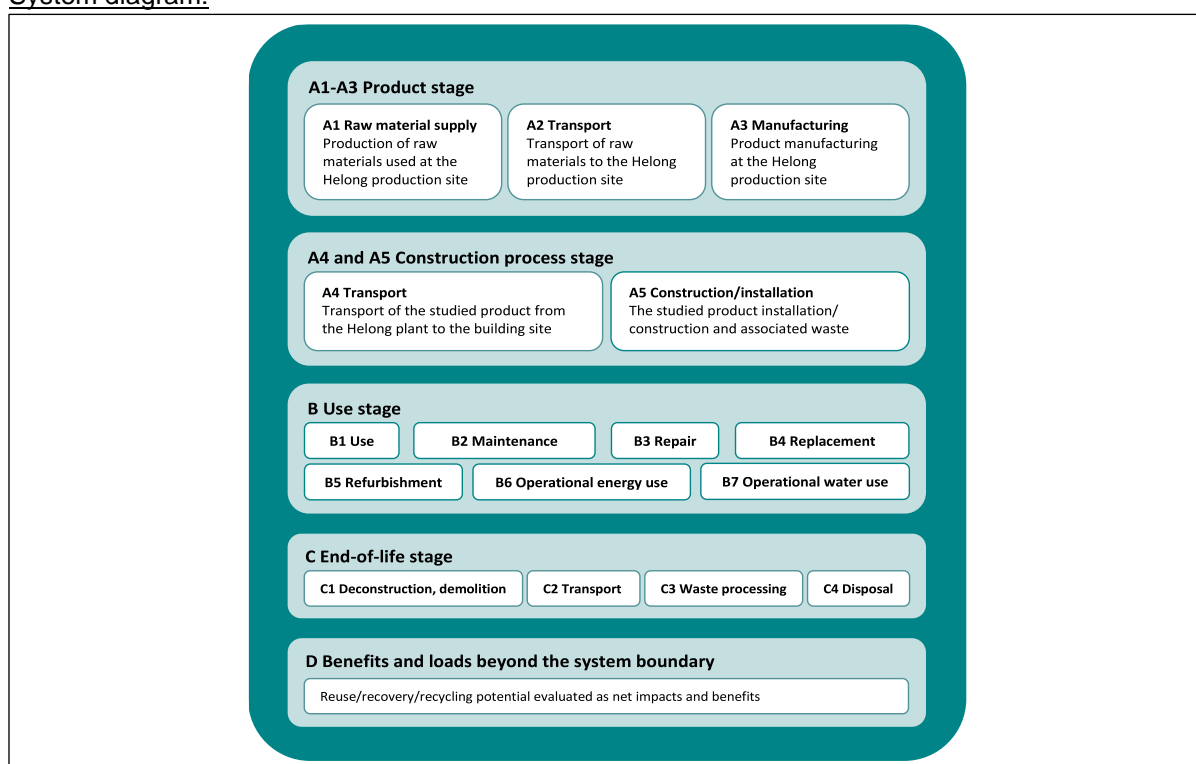 System diagram:
A1-A3 Product stage
A1 Raw material supply
Production of raw
materials used at the
Helong production site
A2 Transport
Transport of raw
materials to the Helong
production site
A3 Manufacturing
Product manufacturing
at the Helong
production site
A4 and A5 Construction process stage
A4 Transport
Transport of the studied product from
the Helong plant to the building site
A5 Construction/installation
The studied product installation/
construction and associated waste
B Use stage
B1 Use
B2 Maintenance
B3 Repair
B4 Replacement
B5 Refurbishment
B6 Operational energy use
B7 Operational water use
C End-of-life stage
C1 Deconstruction, demolition
C2 Transport
C3 Waste processing
C4 Disposal
D Benefits and loads beyond the system boundary
Reuse/recovery/recycling potential evaluated as net impacts and benefits